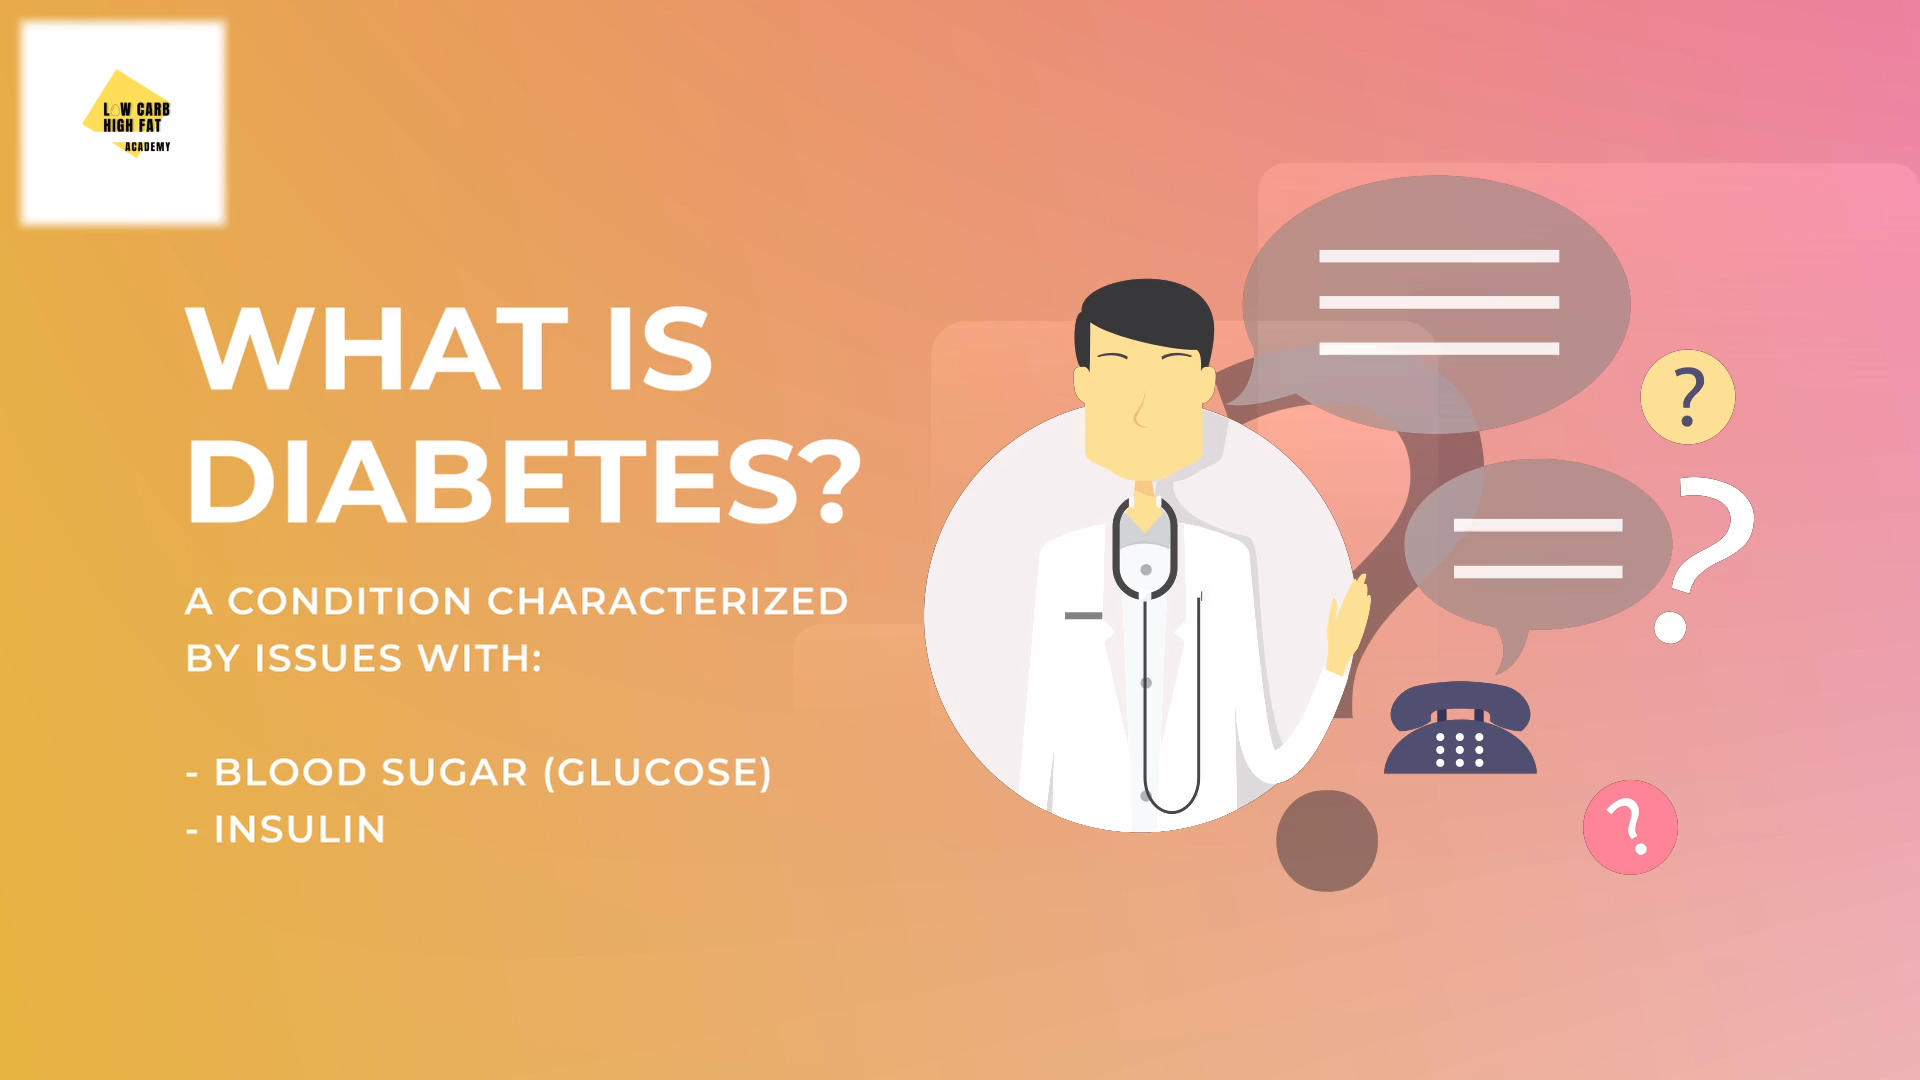 LOW CARB
HIGH FAT
ACADEMY
WHAT IS
DIABETES?
A CONDITION CHARACTERIZED
BY ISSUES WITH:
- BLOOD SUGAR (GLUCOSE)
- INSULIN
?
?
?